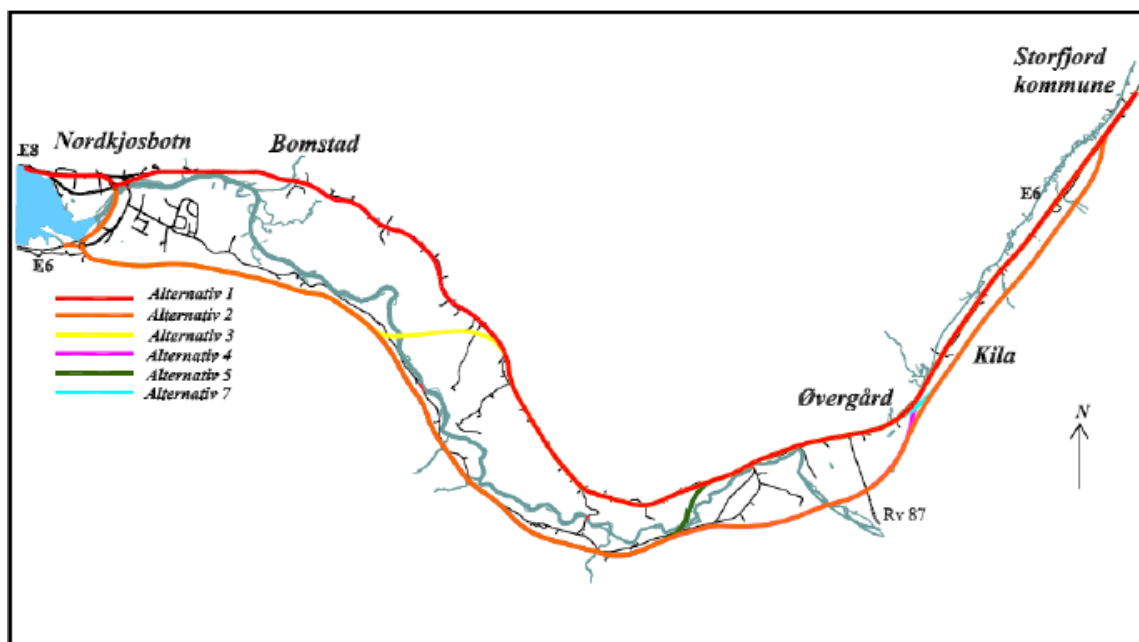 Storfjord
kommune
Nordkjosbotn
Bomstad
E8
E6
E6
Alternativ 1
Alternativ 2
Alternativ 3
Alternativ 4
Alternativ 5
Alternativ 7
Kila
Øvergård
N
Rv 87